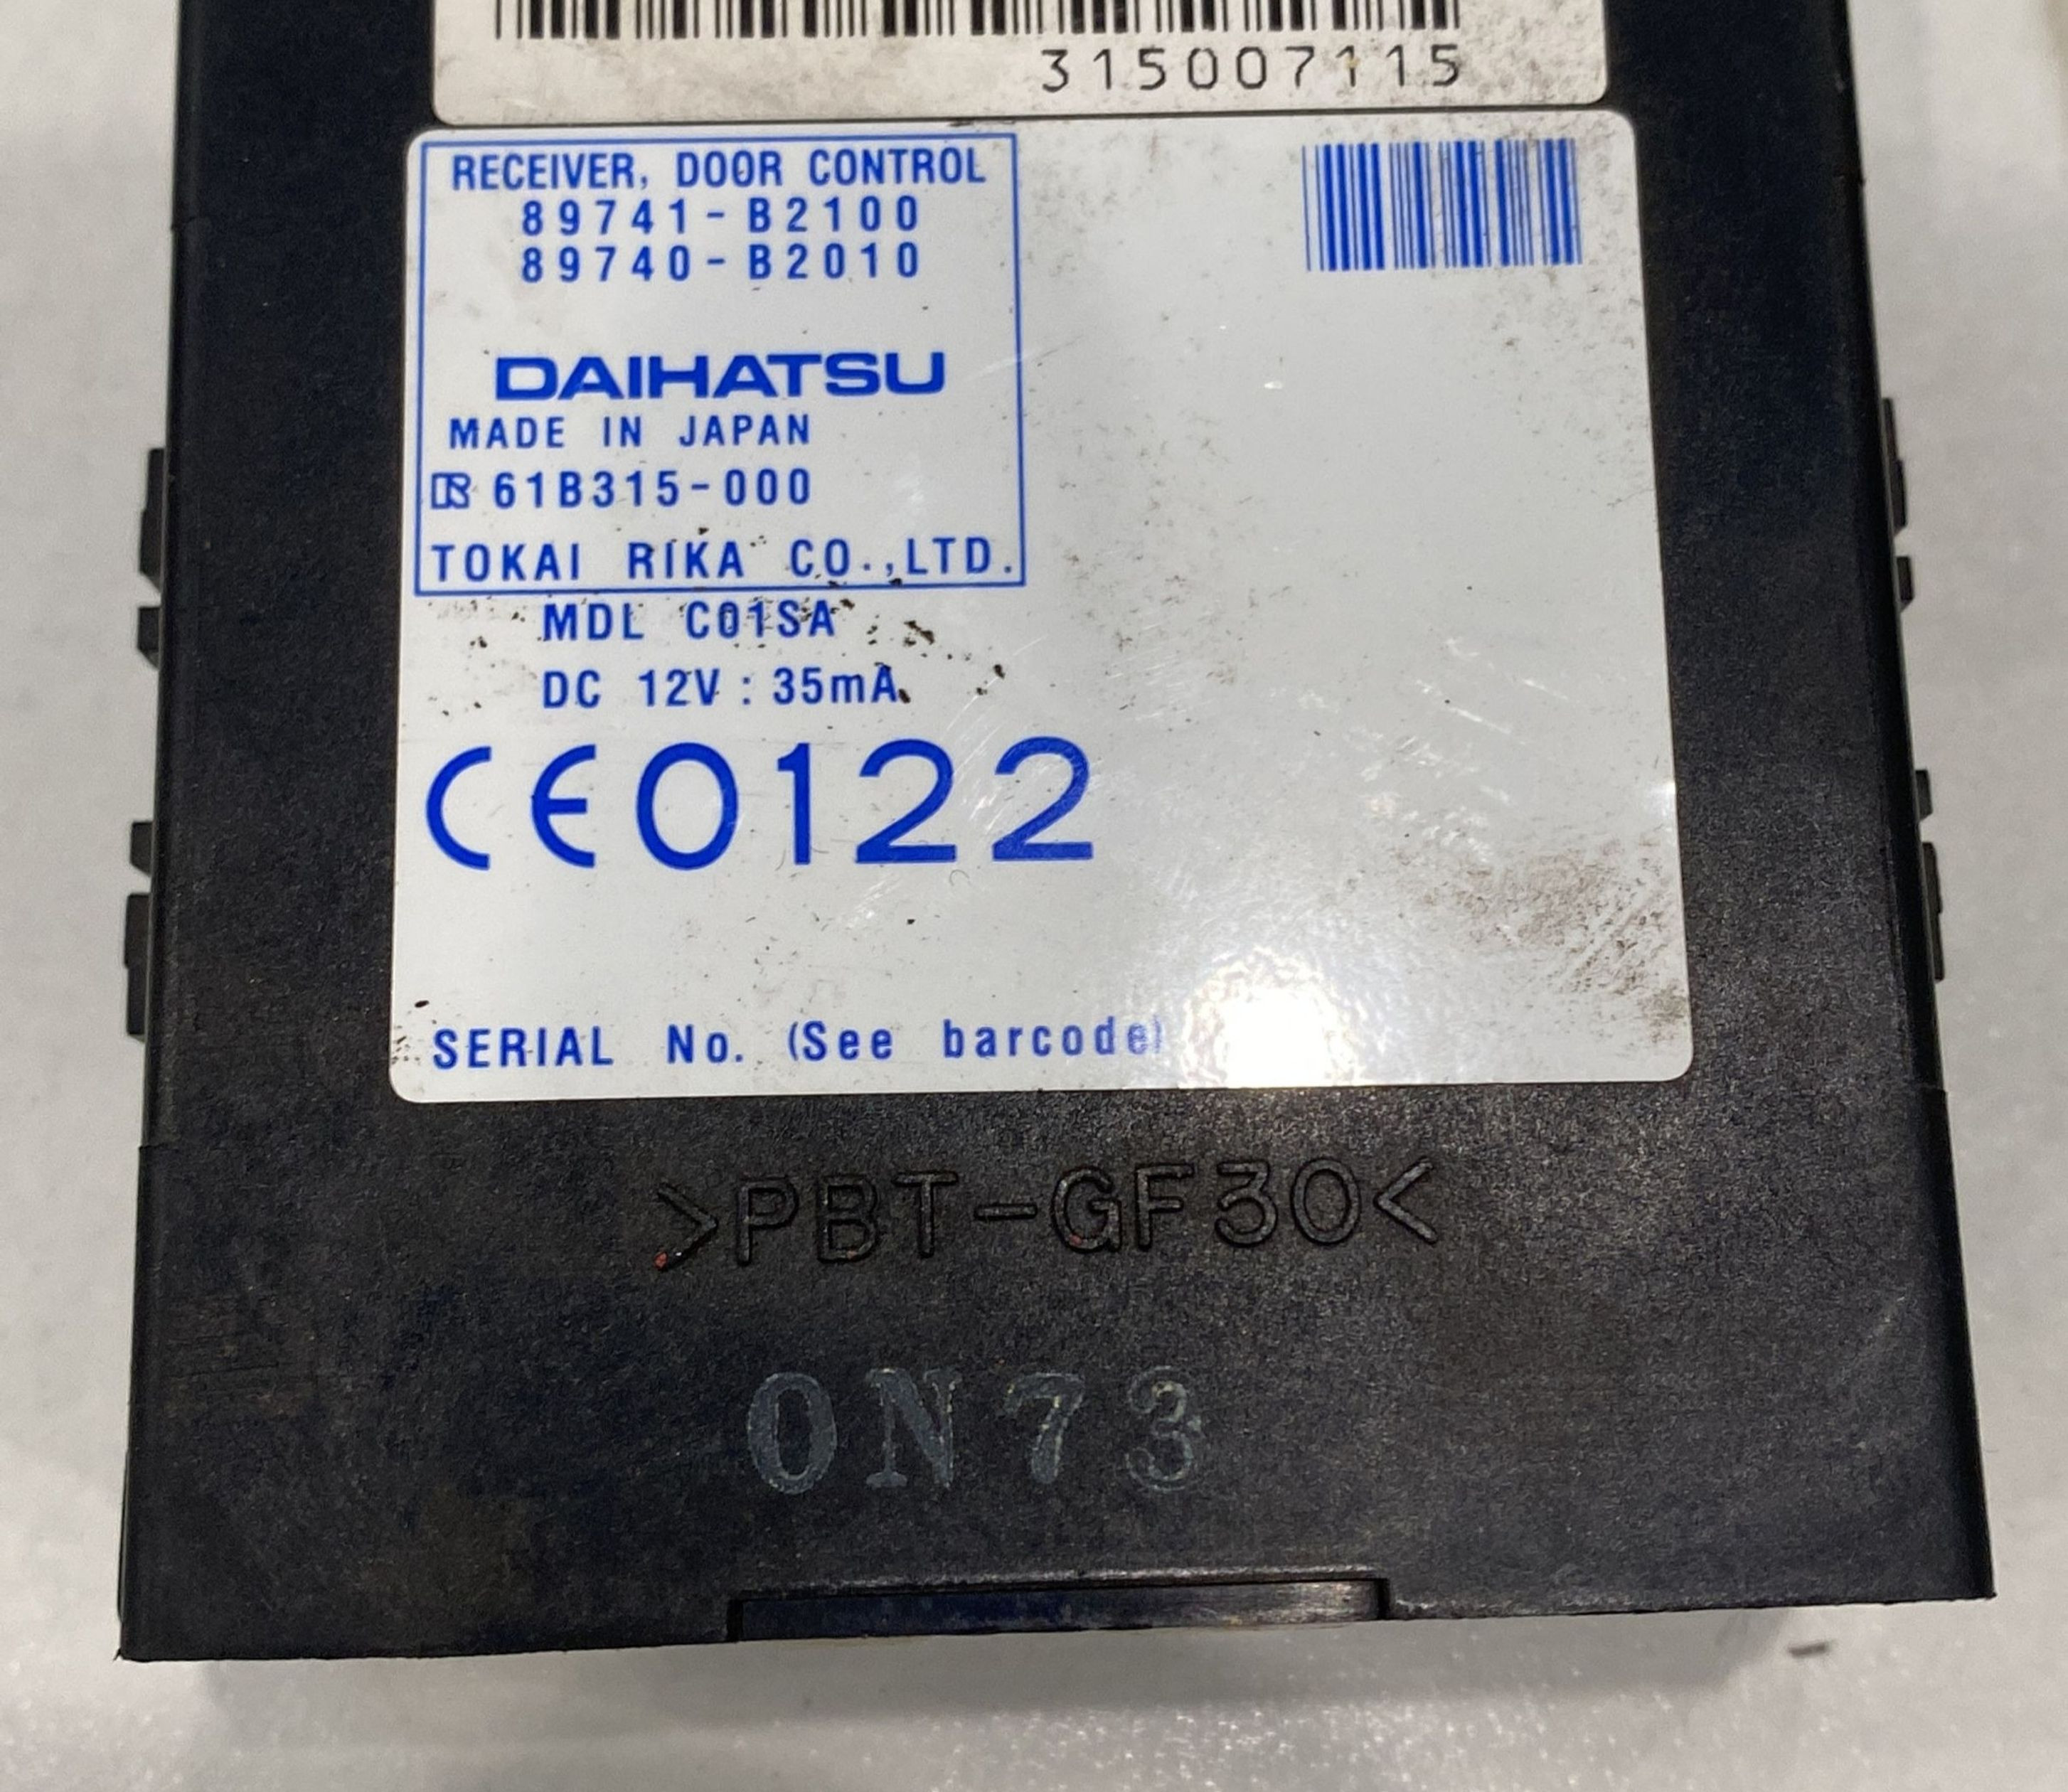 315007115
RECEIVER, DOOR CONTROL
89741-B2100
89740-B2010
DAIHATSU
MADE IN JAPAN
61B315-000
TOKAI RIKA CO.,LTD.
MDL C01SA
DC 12V : 35mA
CE0122
SERIAL No. (See barcode)
>PBT-GF30<
0N73